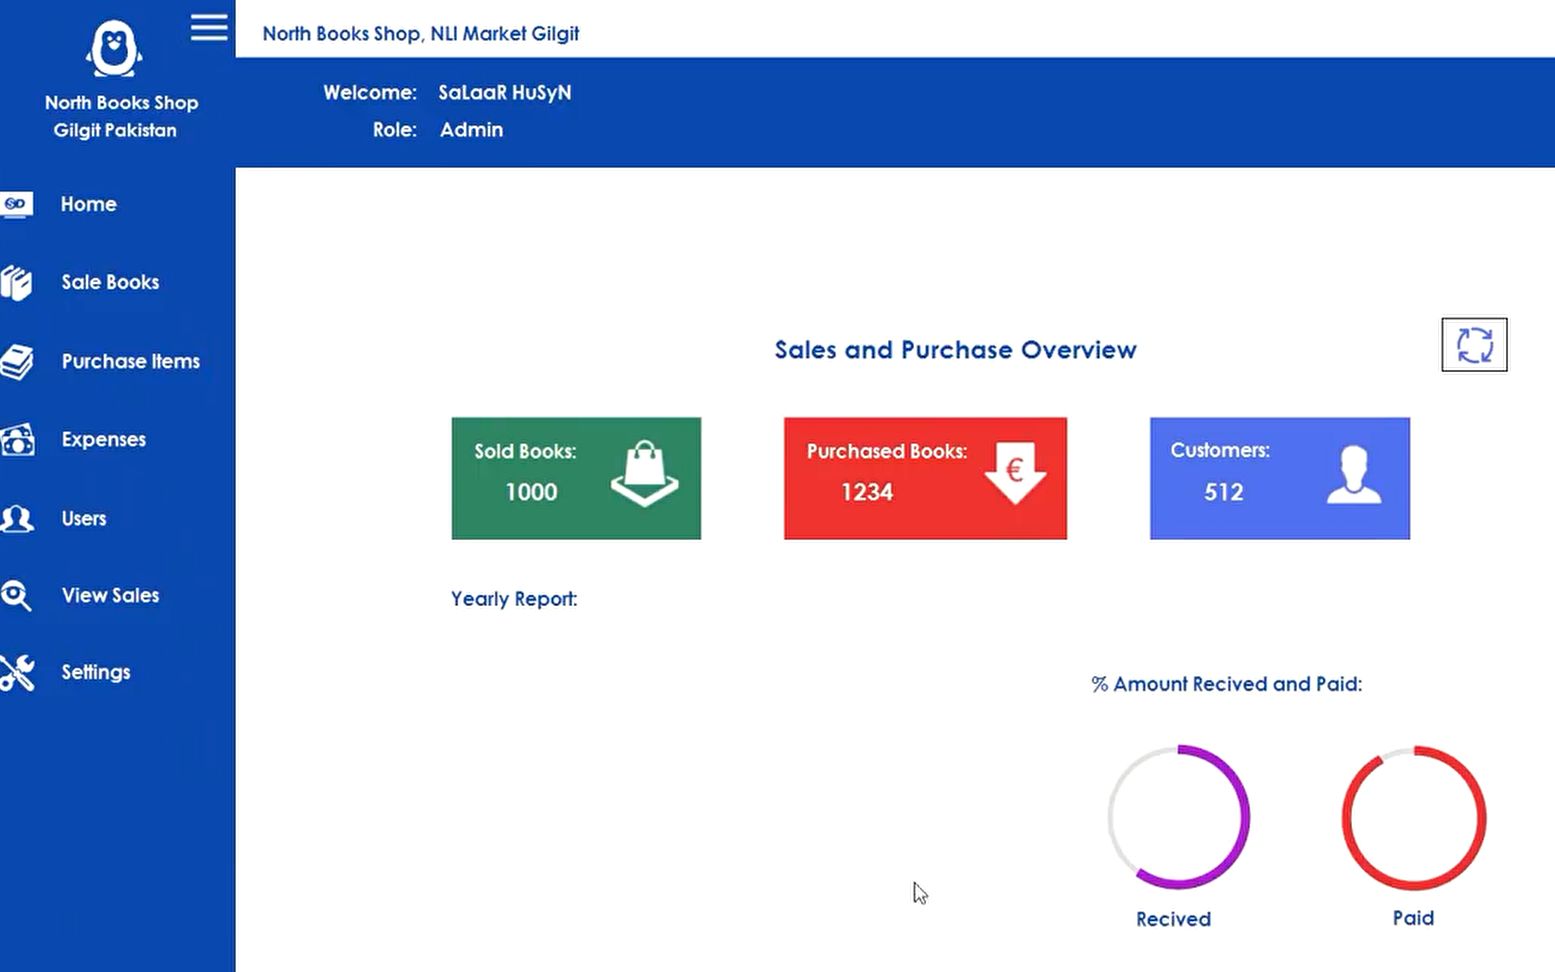 North Books Shop
Gilgit Pakistan
North Books Shop, NLI Market Gilgit
Welcome: SaLaaR HuSyN
Role: Admin
Home
Sale Books
Purchase Items
Expenses
Users
View Sales
Settings
Sales and Purchase Overview
Sold Books:
1000
Purchased Books:
1234
€
Customers:
512
Yearly Report:
% Amount Recived and Paid:
Recived
Paid